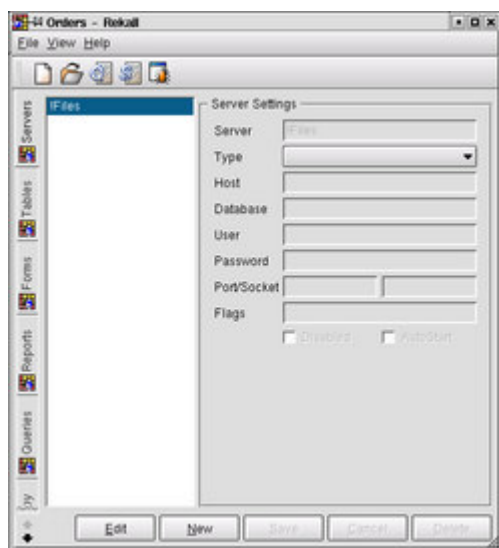 Orders - Rekall
File View Help
Servers
Tables
Forms
Reports
Queries
!Files
Server Settings
Server !Files
Type
Host
Database
User
Password
Port/Socket
Flags
Disabled AutoStart
Edit New Save Cancel Delete